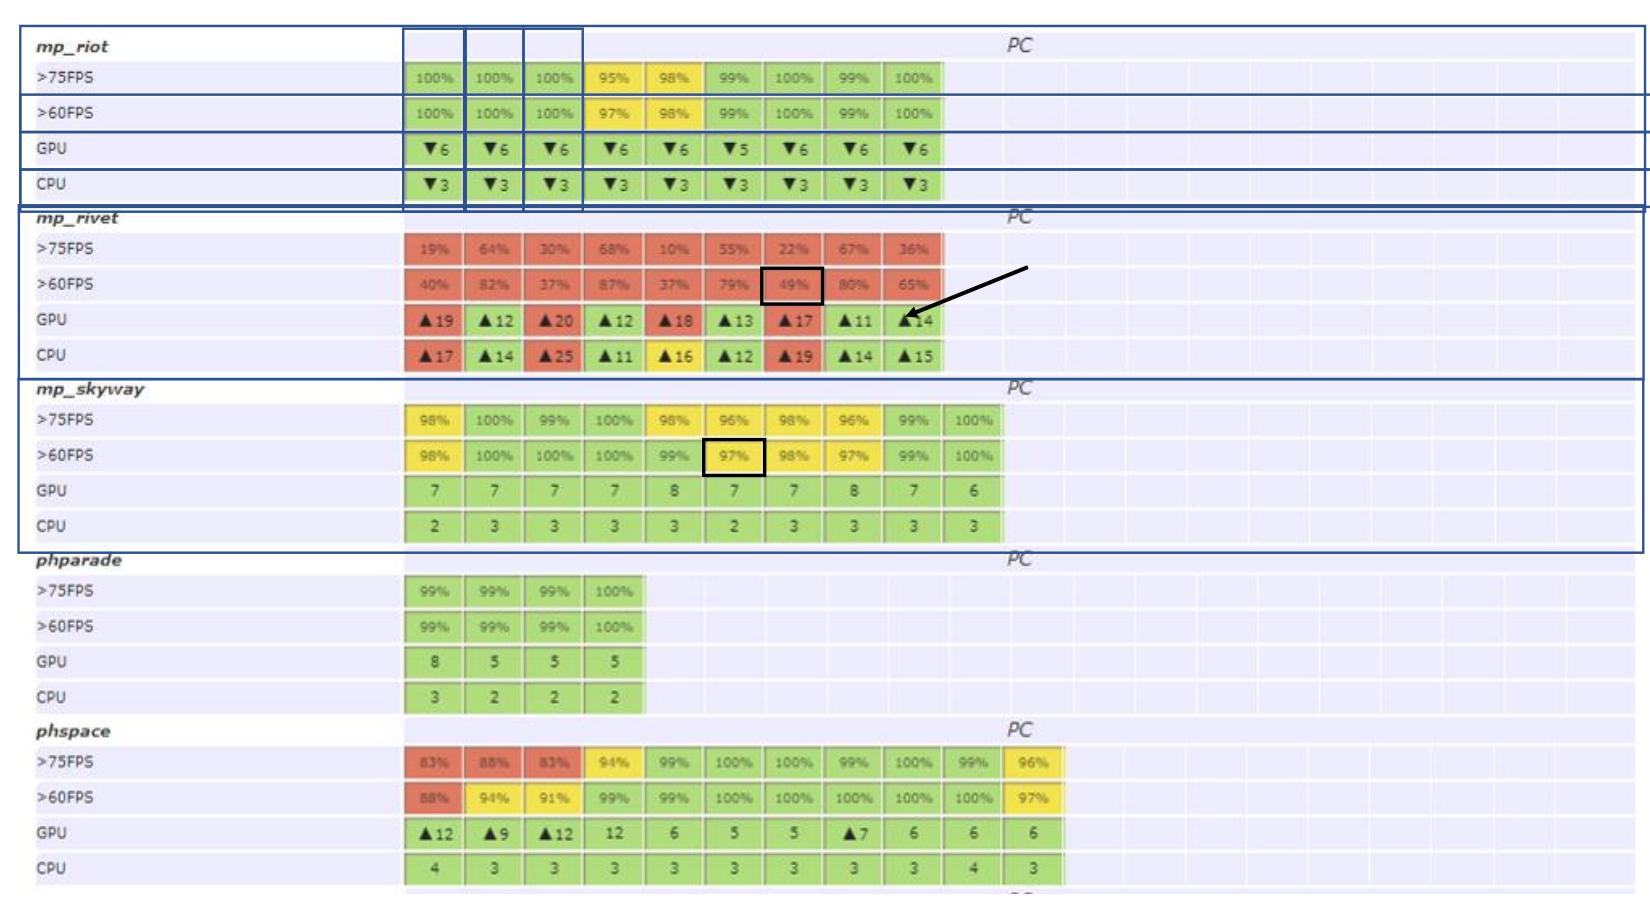 mp_riot PC
>75FPS 100% 100% 100% 95% 98% 99% 100% 99% 100%
>60FPS 100% 100% 100% 97% 98% 99% 100% 99% 100%
GPU ▼6 ▼6 ▼6 ▼6 ▼6 ▼5 ▼6 ▼6 ▼6
CPU ▼3 ▼3 ▼3 ▼3 ▼3 ▼3 ▼3 ▼3 ▼3
mp_rivet PC
>75FPS 19% 64% 30% 68% 10% 55% 22% 67% 36%
>60FPS 40% 82% 37% 87% 37% 79% 49% 80% 65%
GPU ▲19 ▲12 ▲20 ▲12 ▲18 ▲13 ▲17 ▲11 ▲14
CPU ▲17 ▲14 ▲25 ▲11 ▲16 ▲12 ▲19 ▲14 ▲15
mp_skyway PC
>75FPS 98% 100% 99% 100% 98% 96% 98% 96% 99% 100%
>60FPS 98% 100% 100% 100% 99% 97% 98% 97% 99% 100%
GPU 7 7 7 7 8 7 7 8 7 6
CPU 2 3 3 3 3 2 3 3 3 3
phparade PC
>75FPS 99% 99% 99% 100%
>60FPS 99% 99% 99% 100%
GPU 8 5 5 5
CPU 3 2 2 2
phspace PC
>75FPS 83% 88% 83% 94% 99% 100% 100% 99% 100% 99% 96%
>60FPS 88% 94% 91% 99% 99% 100% 100% 100% 100% 100% 97%
GPU ▲12 ▲9 ▲12 12 6 5 5 ▲7 6 6 6
CPU 4 3 3 3 3 3 3 3 3 4 3